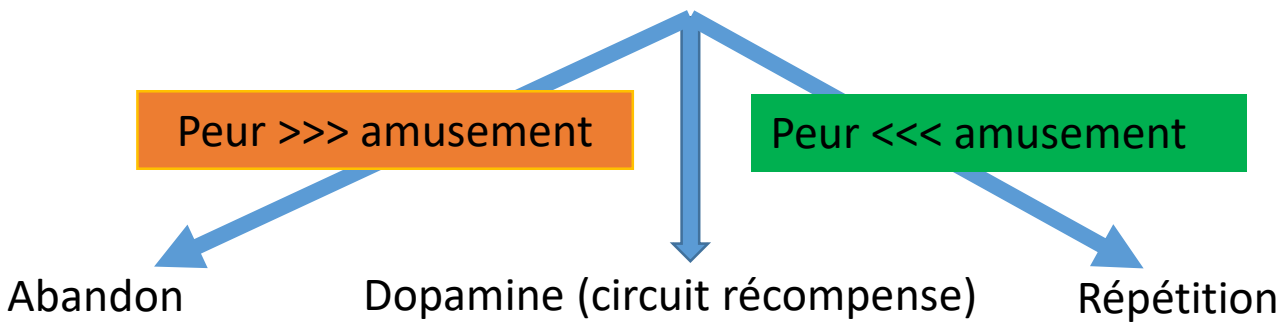 Peur >>> amusement
Peur <<< amusement
Abandon
Dopamine (circuit récompense)
Répétition